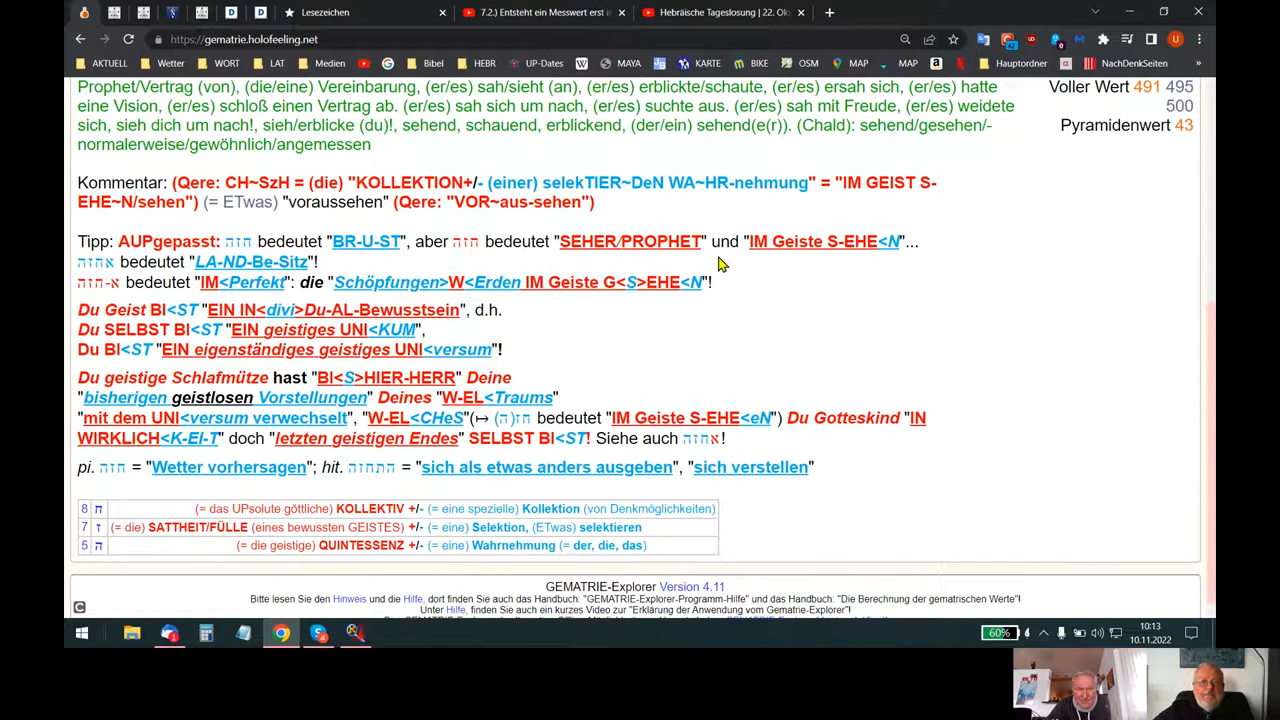 Lesezeichen
7.2.) Entsteht ein Messwert erst i
Hebräische Tageslosung | 22. Ok
https://gematrie.holofeeling.net
AKTUELL Wetter WORT LAT Medien Bibel HEBR UP-Dates MAYA KARTE BIKE OSM MAP MAP Hauptordner NachDenkSeiten
Prophet/Vertrag (von), (die/eine) Vereinbarung, (er/es) sah/sieht (an), (er/es) erblickte/schaute, (er/es) ersah sich, (er/es) hatte
eine Vision, (er/es) schloß einen Vertrag ab. (er/es) sah sich um nach, (er/es) suchte aus. (er/es) sah mit Freude, (er/es) weidete
sich, sieh dich um nach!, sieh/erblicke (du)!, sehend, schauend, erblickend, (der/ein) sehend(e(r)). (Chald): sehend/gesehen/-
normalerweise/gewöhnlich/angemessen
Voller Wert 491 495
500
Pyramidenwert 43
Kommentar: (Qere: CH~SzH = (die) "KOLLEKTION+/- (einer) selekTIER~DeN WA~HR-nehmung" = "IM GEIST S-
EHE~N/sehen") (= ETwas) "voraussehen" (Qere: "VOR~aus-sehen")
Tipp: AUPgepasst: חזה bedeutet "BR-U-ST", aber חזה bedeutet "SEHER/PROPHET" und "IM Geiste S-EHE<N"...
אחזה bedeutet "LA-ND-Be-Sitz"!
א-חזה bedeutet "IM<Perfekt": die "Schöpfungen>W<Erden IM Geiste G<S>EHE<N"!
Du Geist BI<ST "EIN IN<divi>Du-AL-Bewusstsein", d.h.
Du SELBST BI<ST "EIN geistiges UNI<KUM",
Du BI<ST "EIN eigenständiges geistiges UNI<versum"!
Du geistige Schlafmütze hast "BI<S>HIER-HERR" Deine
"bisherigen geistlosen Vorstellungen" Deines "W-EL<Traums"
"mit dem UNI<versum verwechselt", "W-EL<CHeS"(↦ חז(ה) bedeutet "IM Geiste S-EHE<eN") Du Gotteskind "IN
WIRKLICH<K-EI-T" doch "letzten geistigen Endes" SELBST BI<ST! Siehe auch אחזה!
pi. חזה = "Wetter vorhersagen"; hit. התחזה = "sich als etwas anders ausgeben", "sich verstellen"
8 ח (= das UPsolute göttliche) KOLLEKTIV +/- (= eine spezielle) Kollektion (von Denkmöglichkeiten)
7 ז (= die) SATTHEIT/FÜLLE (eines bewussten GEISTES) +/- (= eine) Selektion, (ETwas) selektieren
5 ה (= die geistige) QUINTESSENZ +/- (= eine) Wahrnehmung (= der, die, das)
GEMATRIE-Explorer Version 4.11
Bitte lesen Sie den Hinweis und die Hilfe, dort finden Sie auch das Handbuch: "GEMATRIE-Explorer-Programm-Hilfe" und "Die Berechnung der gematrischen Werte"!
Unter Hilfe, finden Sie auch ein kurzes Video zur "Erklärung der Anwendung vom Gematrie-Explorer"!
60%
10:13
10.11.2022